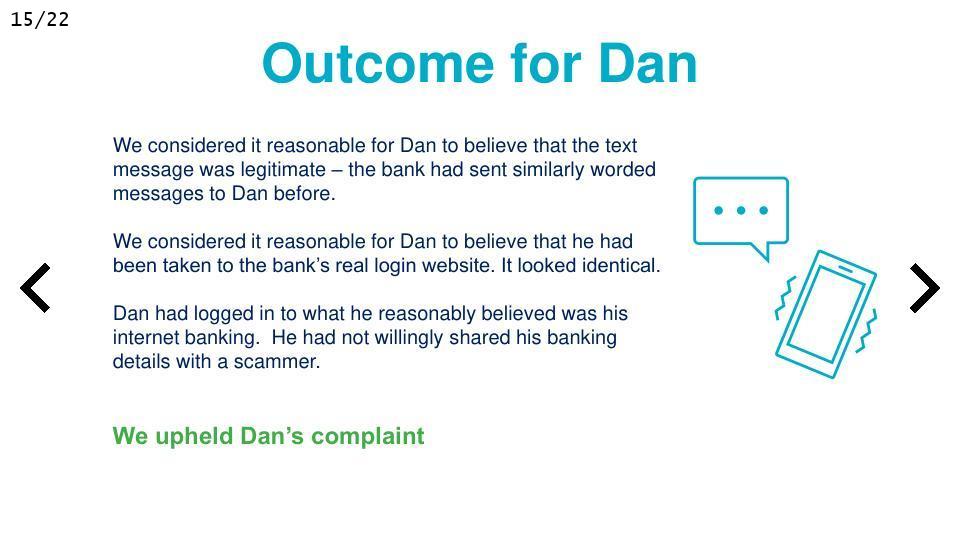 15/22
Outcome for Dan
We considered it reasonable for Dan to believe that the text
message was legitimate – the bank had sent similarly worded
messages to Dan before.
We considered it reasonable for Dan to believe that he had
been taken to the bank’s real login website. It looked identical.
Dan had logged in to what he reasonably believed was his
internet banking.  He had not willingly shared his banking
details with a scammer.
We upheld Dan’s complaint